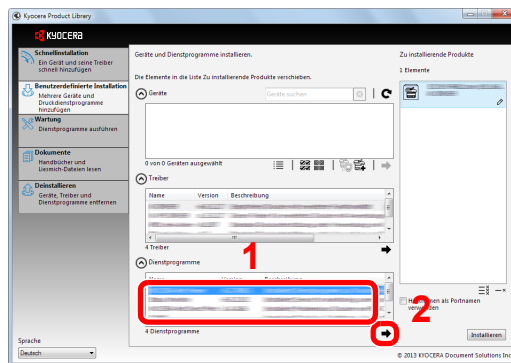 Kyocera Product Library
KYOCERA
Schnellinstallation
Ein Gerät und seine Treiber
schnell hinzufügen
Benutzerdefinierte Installation
Mehrere Geräte und
Druckdienstprogramme
hinzufügen
Wartung
Dienstprogramme ausführen
Dokumente
Handbücher und
Liesmich-Dateien lesen
Deinstallieren
Geräte, Treiber und
Dienstprogramme entfernen
Sprache
Deutsch
Geräte und Dienstprogramme installieren.
Die Elemente in die Liste Zu installierende Produkte verschieben.
Geräte
Geräte suchen
0 von 0 Geräten ausgewählt
Treiber
Name Version Beschreibung
4 Treiber
1
Dienstprogramme
Name Version Beschreibung
4 Dienstprogramme
2
Zu installierende Produkte
1 Elemente
als Portnamen
verwenden
Installieren
© 2013 KYOCERA Document Solutions Inc.